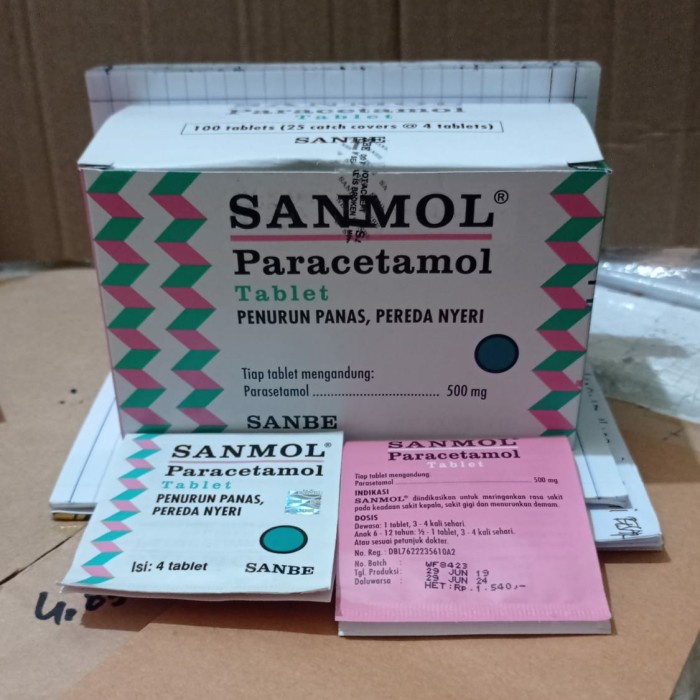 Paracetamol
Tablet
100 tablets (25 catch covers @ 4 tablets)
SANBE
SANMOL®
Paracetamol
Tablet
PENURUN PANAS, PEREDA NYERI
Tiap tablet mengandung:
Parasetamol .................................... 500 mg
SANBE
SANMOL®
Paracetamol
Tablet
PENURUN PANAS,
PEREDA NYERI
Isi: 4 tablet
SANBE
SANMOL
Paracetamol
Tablet
Tiap tablet mengandung:
Parasetamol ............................................ 500 mg
INDIKASI
SANMOL® diindikasikan untuk meringankan rasa sakit
pada keadaan sakit kepala, sakit gigi dan menurunkan demam.
DOSIS
Dewasa: 1 tablet, 3 - 4 kali sehari.
Anak 6 - 12 tahun: ½ - 1 tablet, 3 - 4 kali sehari.
Atau sesuai petunjuk dokter.
No. Reg.: DBL7622235610A2
No. Batch : WF8423
Tgl. Produksi : 29 JUN 19
Daluwarsa : 29 JUN 24
HET:Rp.1.540,-